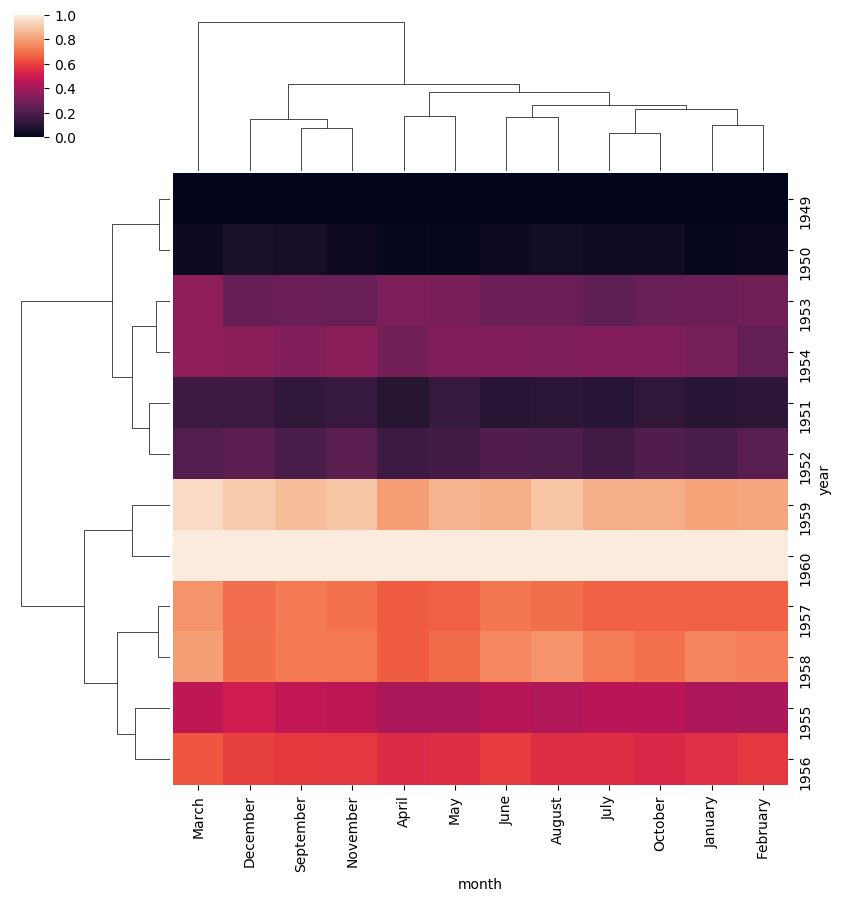 1.0
0.8
0.6
0.4
0.2
0.0
1949
1950
1953
1954
1951
1952
1959
1960
1957
1958
1955
1956
year
March
December
September
November
April
May
June
August
July
October
January
February
month